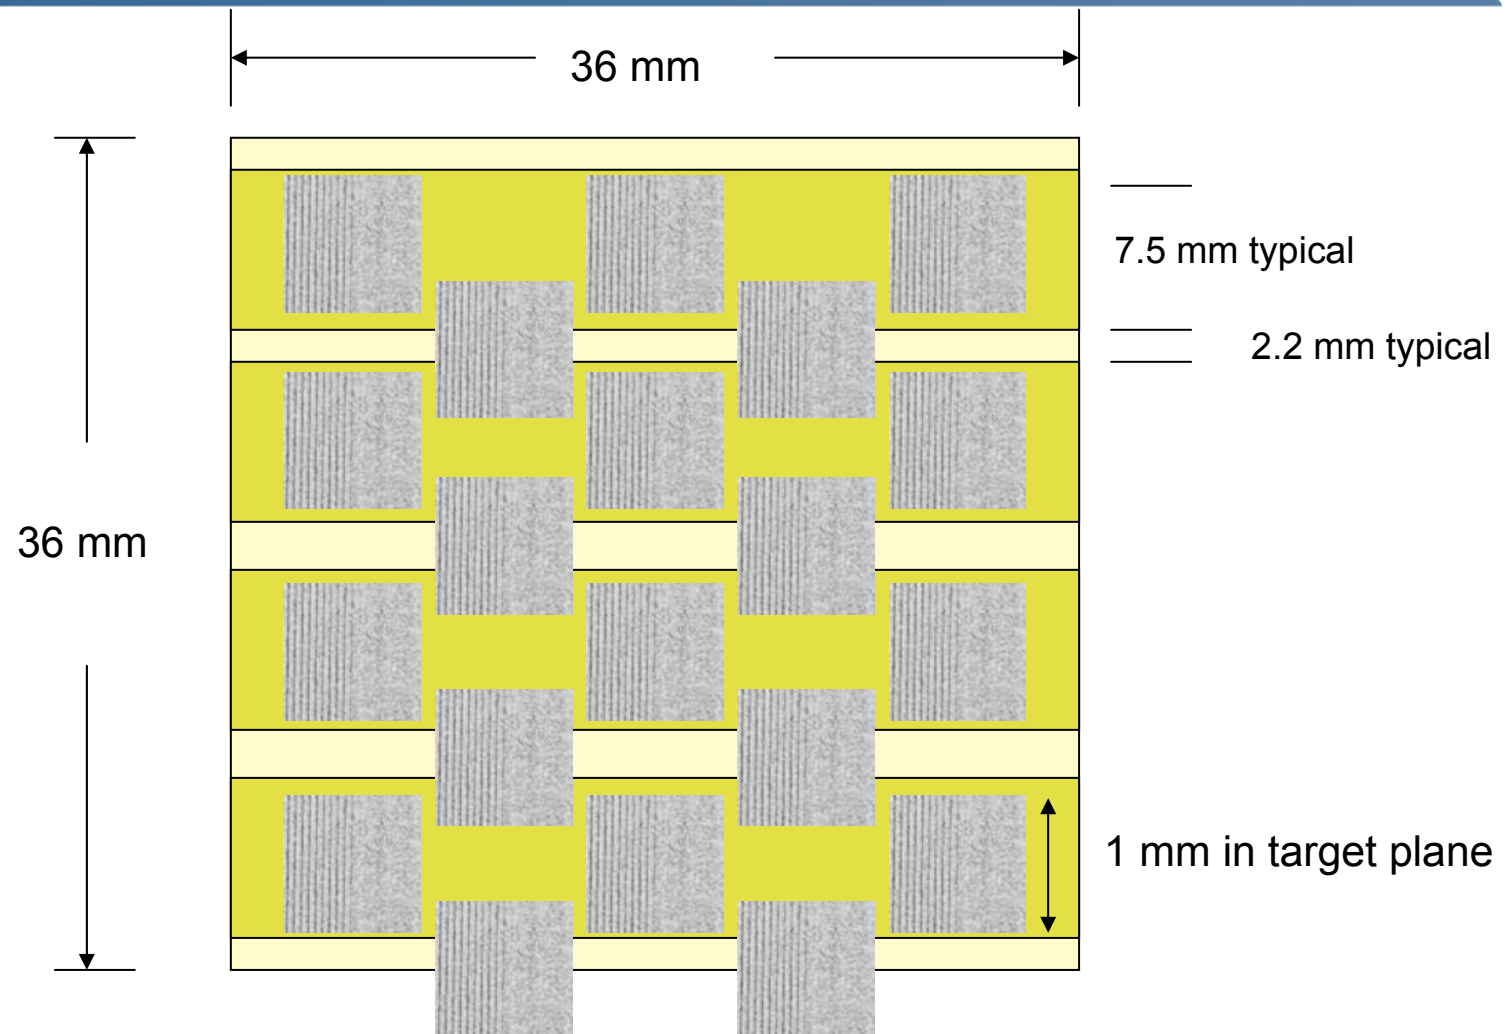 36 mm
7.5 mm typical
2.2 mm typical
36 mm
1 mm in target plane